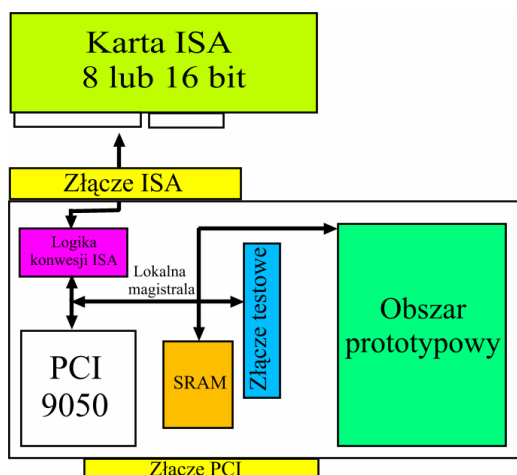 Karta ISA
8 lub 16 bit
Złącze ISA
Logika
konwesji ISA
Lokalna
magistrala
Złącze testowe
Obszar
prototypowy
PCI
9050
SRAM
Złącze PCI